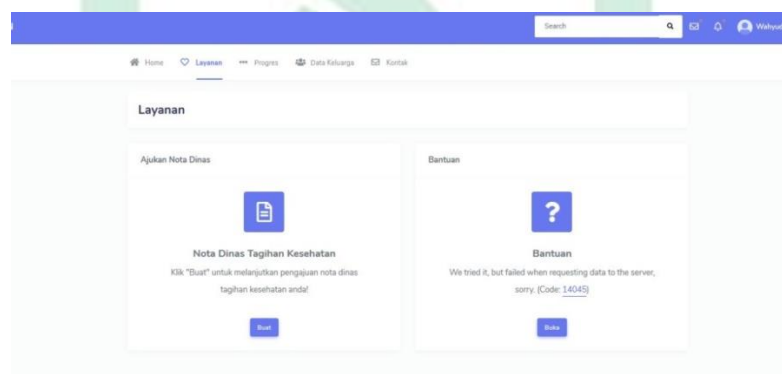 Search
Home Layanan Progres Data Keluarga Kontak
Layanan
Ajukan Nota Dinas
Nota Dinas Tagihan Kesehatan
Klik "Buat" untuk melanjutkan pengajuan nota dinas
tagihan kesehatan anda!
Buat
Bantuan
Bantuan
We tried it, but failed when requesting data to the server,
sorry. (Code: 14045)
Buka